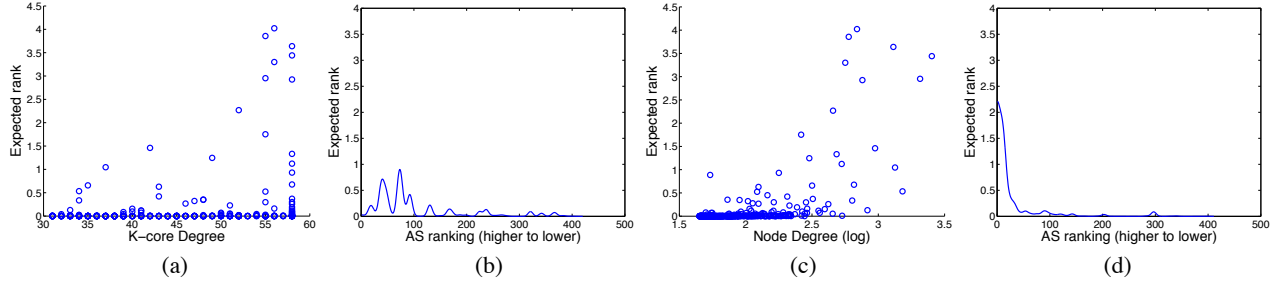 Expected rank
4.5
4
3.5
3
2.5
2
1.5
1
0.5
0
30 35 40 45 50 55 60
K-core Degree
(a)
Expected rank
4
3.5
3
2.5
2
1.5
1
0.5
0
0 100 200 300 400 500
AS ranking (higher to lower)
(b)
Expected rank
4.5
4
3.5
3
2.5
2
1.5
1
0.5
0
1.5 2 2.5 3 3.5
Node Degree (log)
(c)
Expected rank
4
3.5
3
2.5
2
1.5
1
0.5
0
0 100 200 300 400 500
AS ranking (higher to lower)
(d)